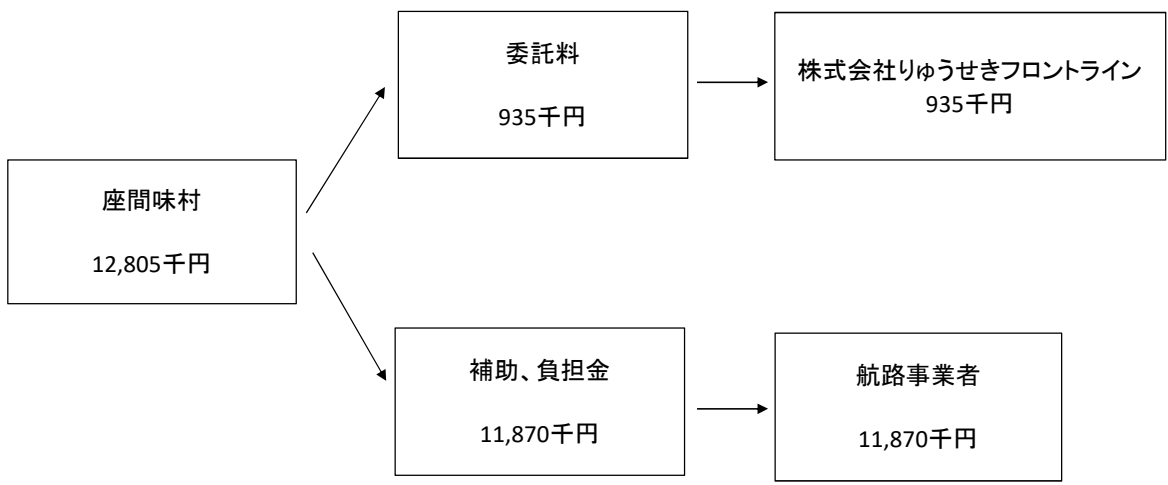 座間味村
12,805千円
委託料
935千円
株式会社りゅうせきフロントライン
935千円
補助、負担金
11,870千円
航路事業者
11,870千円